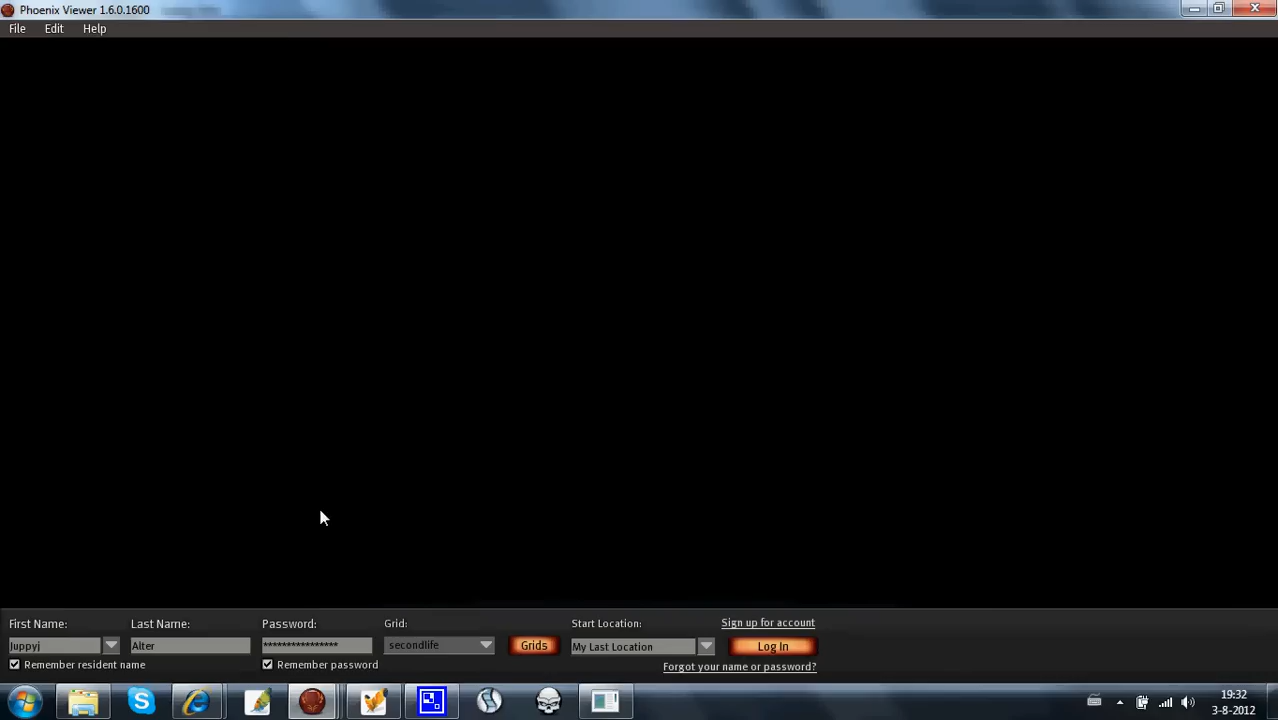 Phoenix Viewer 1.6.0.1600
File Edit Help
First Name: Last Name: Password: Grid: Start Location: Sign up for account
Juppyj Alter **************** secondlife Grids My Last Location Log In
Remember resident name Remember password Forgot your name or password?
19:32
3-8-2012